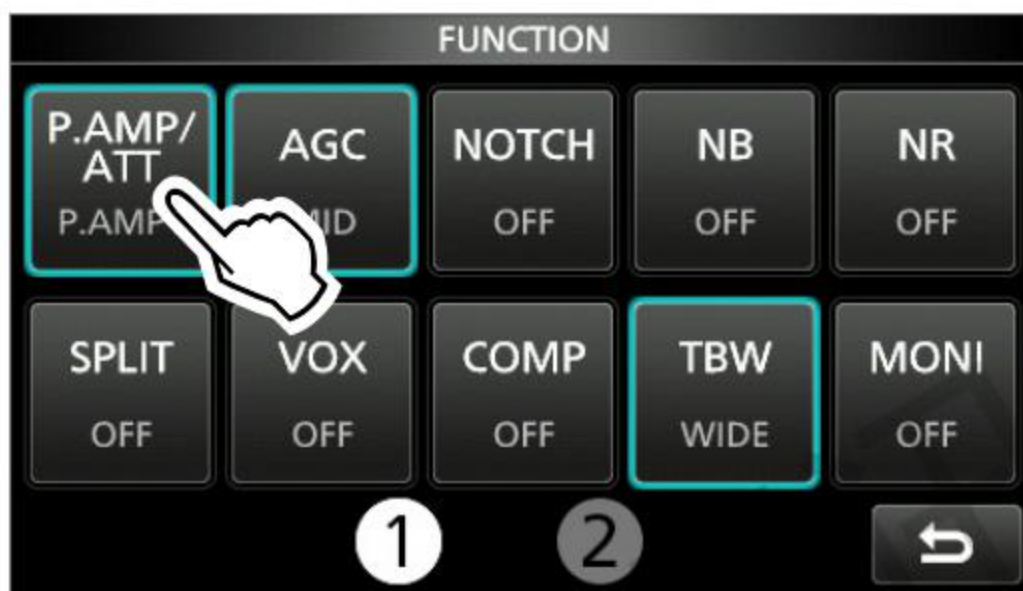 FUNCTION
P.AMP/
ATT
AGC
NOTCH
NB
NR
P.AMP
OFF
OFF
OFF
SPLIT
VOX
COMP
TBW
MONI
OFF
OFF
OFF
WIDE
OFF
1
2